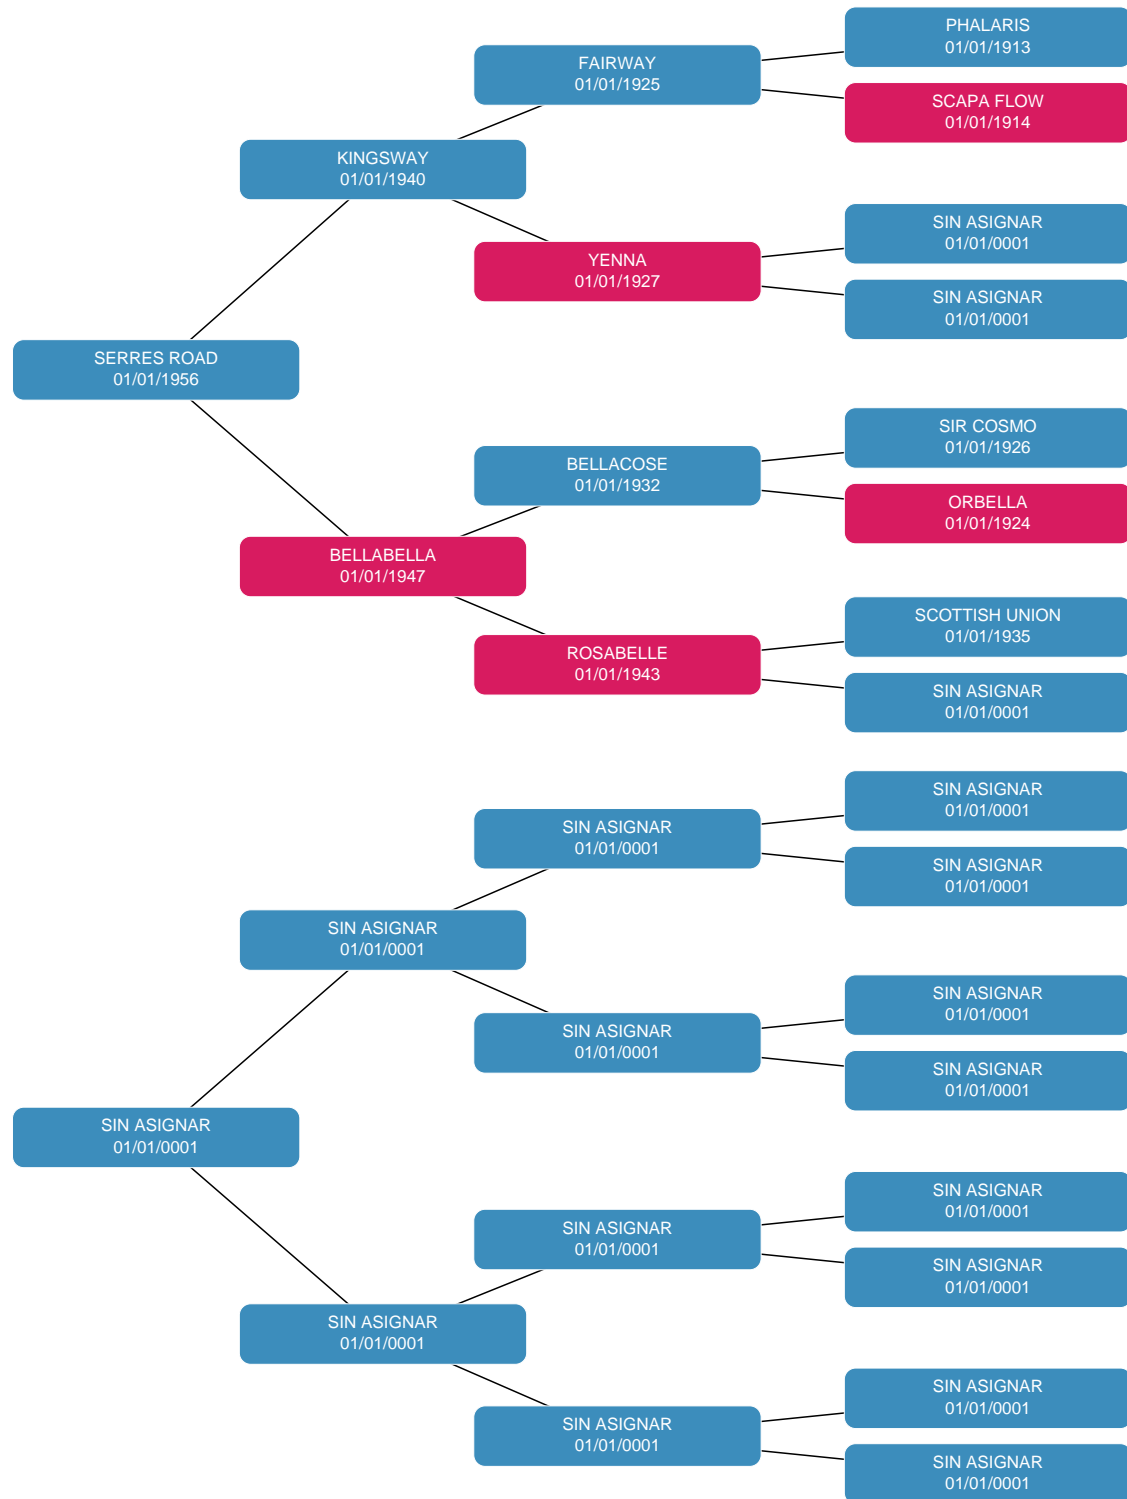 PHALARIS
01/01/1913
FAIRWAY
01/01/1925
SCAPA FLOW
01/01/1914
KINGSWAY
01/01/1940
SIN ASIGNAR
01/01/0001
YENNA
01/01/1927
SIN ASIGNAR
01/01/0001
SERRES ROAD
01/01/1956
SIR COSMO
01/01/1926
BELLACOSE
01/01/1932
ORBELLA
01/01/1924
BELLABELLA
01/01/1947
SCOTTISH UNION
01/01/1935
ROSABELLE
01/01/1943
SIN ASIGNAR
01/01/0001
SIN ASIGNAR
01/01/0001
SIN ASIGNAR
01/01/0001
SIN ASIGNAR
01/01/0001
SIN ASIGNAR
01/01/0001
SIN ASIGNAR
01/01/0001
SIN ASIGNAR
01/01/0001
SIN ASIGNAR
01/01/0001
SIN ASIGNAR
01/01/0001
SIN ASIGNAR
01/01/0001
SIN ASIGNAR
01/01/0001
SIN ASIGNAR
01/01/0001
SIN ASIGNAR
01/01/0001
SIN ASIGNAR
01/01/0001
SIN ASIGNAR
01/01/0001
SIN ASIGNAR
01/01/0001